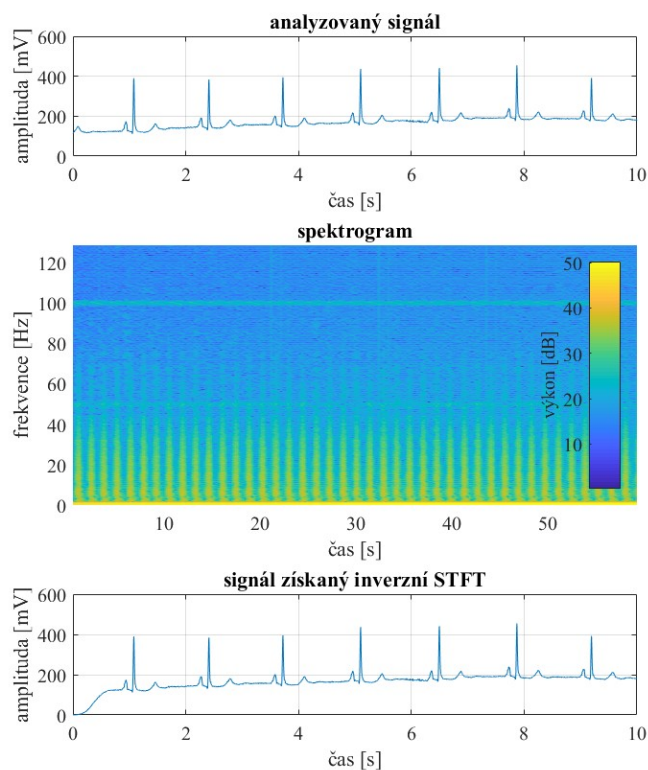 analyzovaný signál
600
400
200
0
amplituda [mV]
0 2 4 6 8 10
čas [s]
spektrogram
120
100
80
60
40
20
0
frekvence [Hz]
50
40
30
20
10
výkon [dB]
10 20 30 40 50
čas [s]
signál získaný inverzní STFT
600
400
200
0
amplituda [mV]
0 2 4 6 8 10
čas [s]